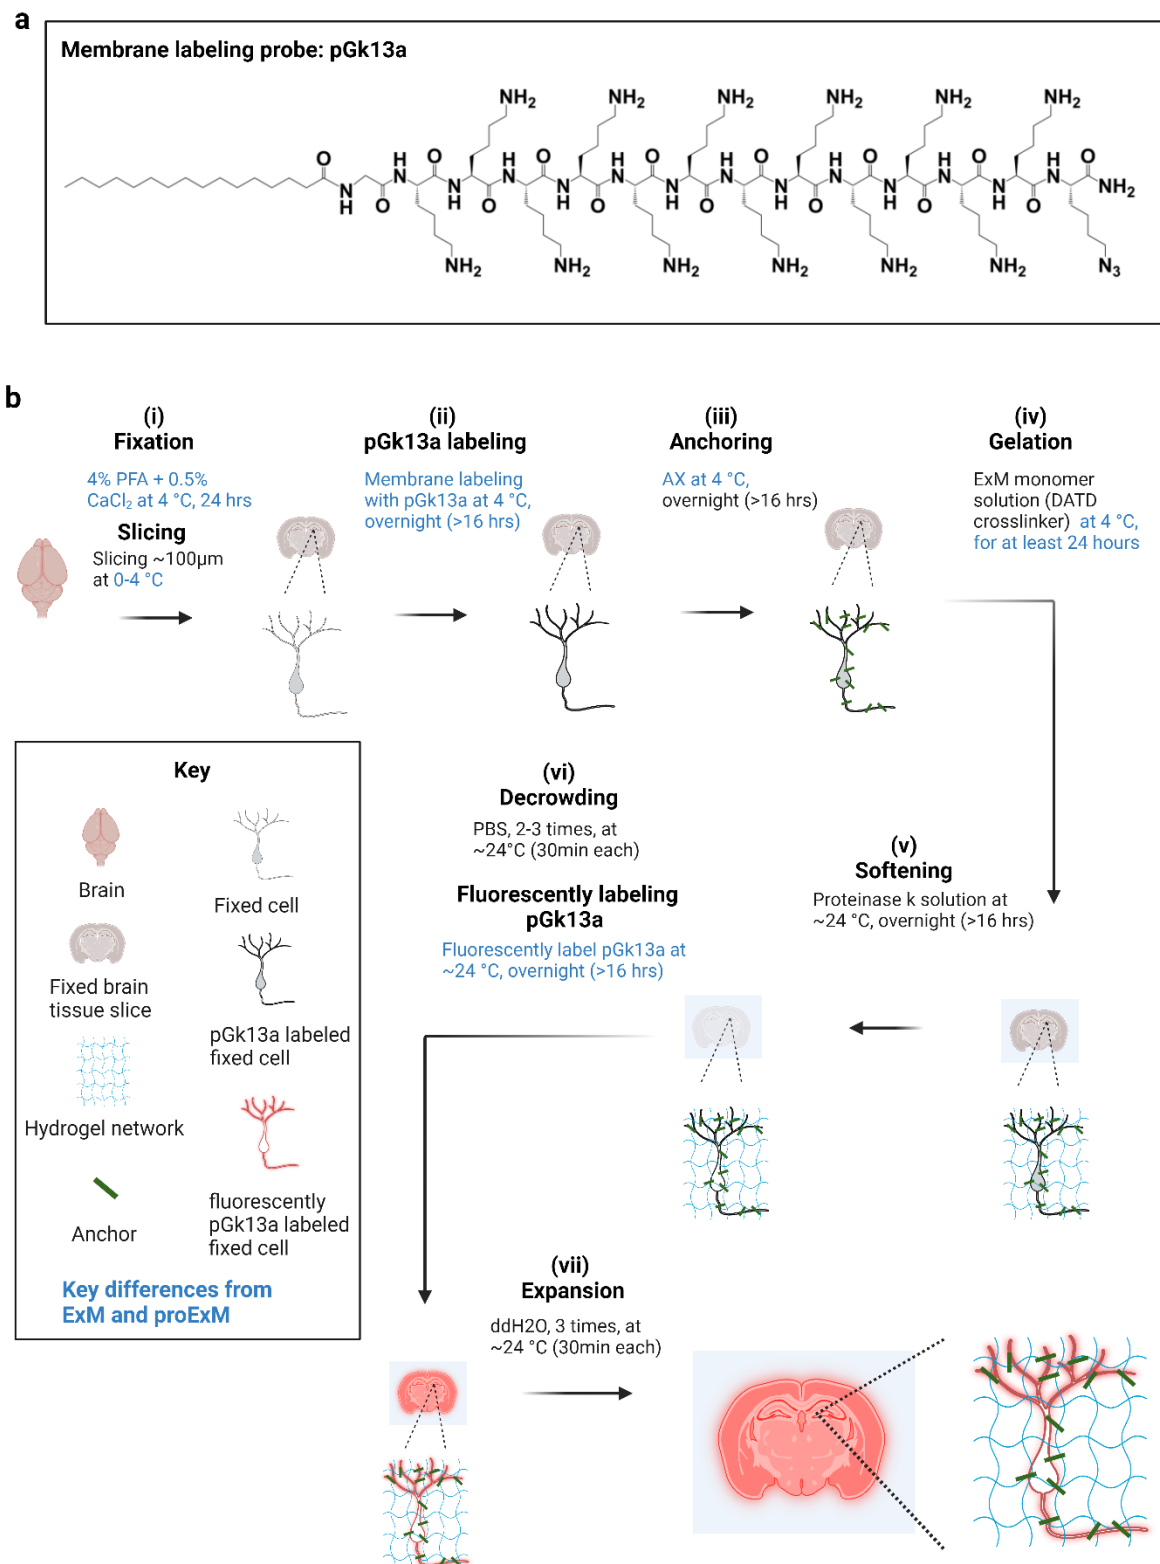 a
Membrane labeling probe: pGk13a
NH2 NH2 NH2 NH2 NH2 NH2
O H O H O H O H O H O H O H O
N N N N N N N NH2
H O H O H O H O H O H O H O
NH2 NH2 NH2 NH2 NH2 NH2 N3
b
(i)
Fixation
4% PFA + 0.5%
CaCl2 at 4 °C, 24 hrs
Slicing
Slicing ~100µm
at 0-4 °C
(ii)
pGk13a labeling
Membrane labeling
with pGk13a at 4 °C,
overnight (>16 hrs)
(iii)
Anchoring
AX at 4 °C,
overnight (>16 hrs)
(iv)
Gelation
ExM monomer
solution (DATD
crosslinker) at 4 °C,
for at least 24 hours
(v)
Softening
Proteinase k solution at
~24 °C, overnight (>16 hrs)
(vi)
Decrowding
PBS, 2-3 times, at
~24°C (30min each)
Fluorescently labeling
pGk13a
Fluorescently label pGk13a at
~24 °C, overnight (>16 hrs)
Key
Brain
Fixed cell
Fixed brain
tissue slice
pGk13a labeled
fixed cell
Hydrogel network
fluorescently
pGk13a labeled
fixed cell
Anchor
Key differences from
ExM and proExM
(vii)
Expansion
ddH2O, 3 times, at
~24 °C (30min each)